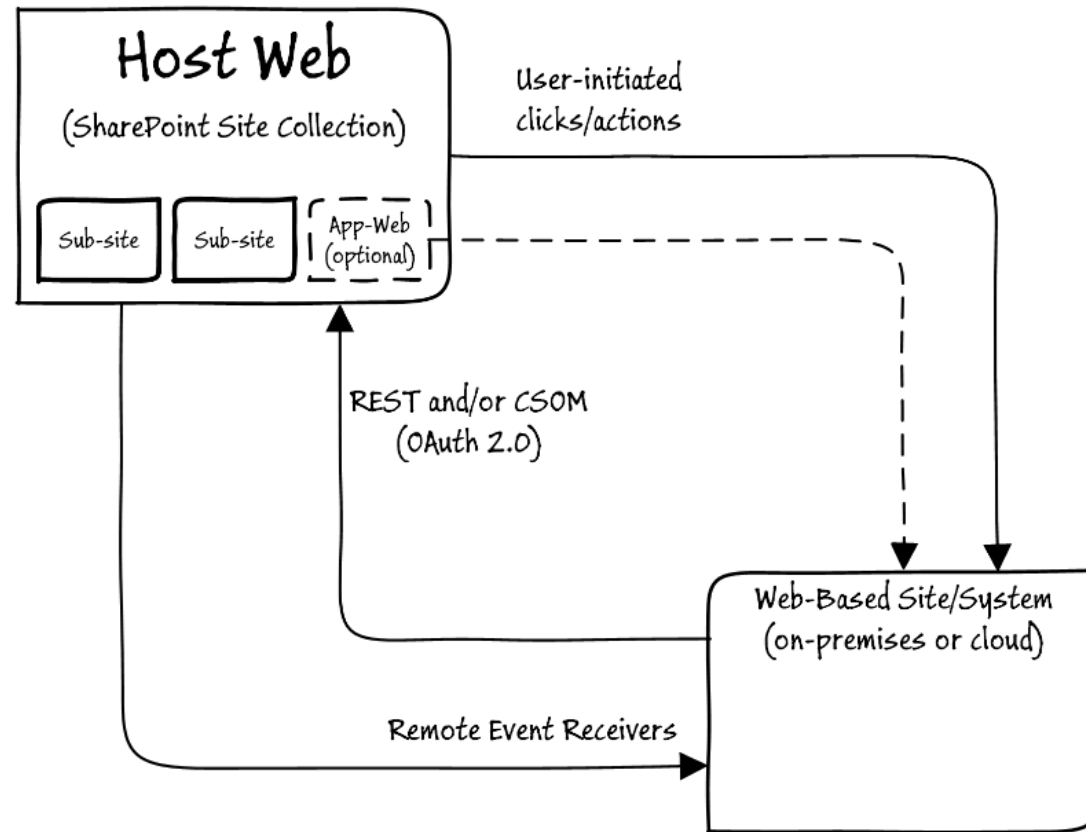 Host Web
(SharePoint Site Collection)
User-initiated
clicks/actions
Sub-site
Sub-site
App-Web
(optional)
REST and/or CSOM
(OAuth 2.0)
Web-Based Site/System
(on-premises or cloud)
Remote Event Receivers